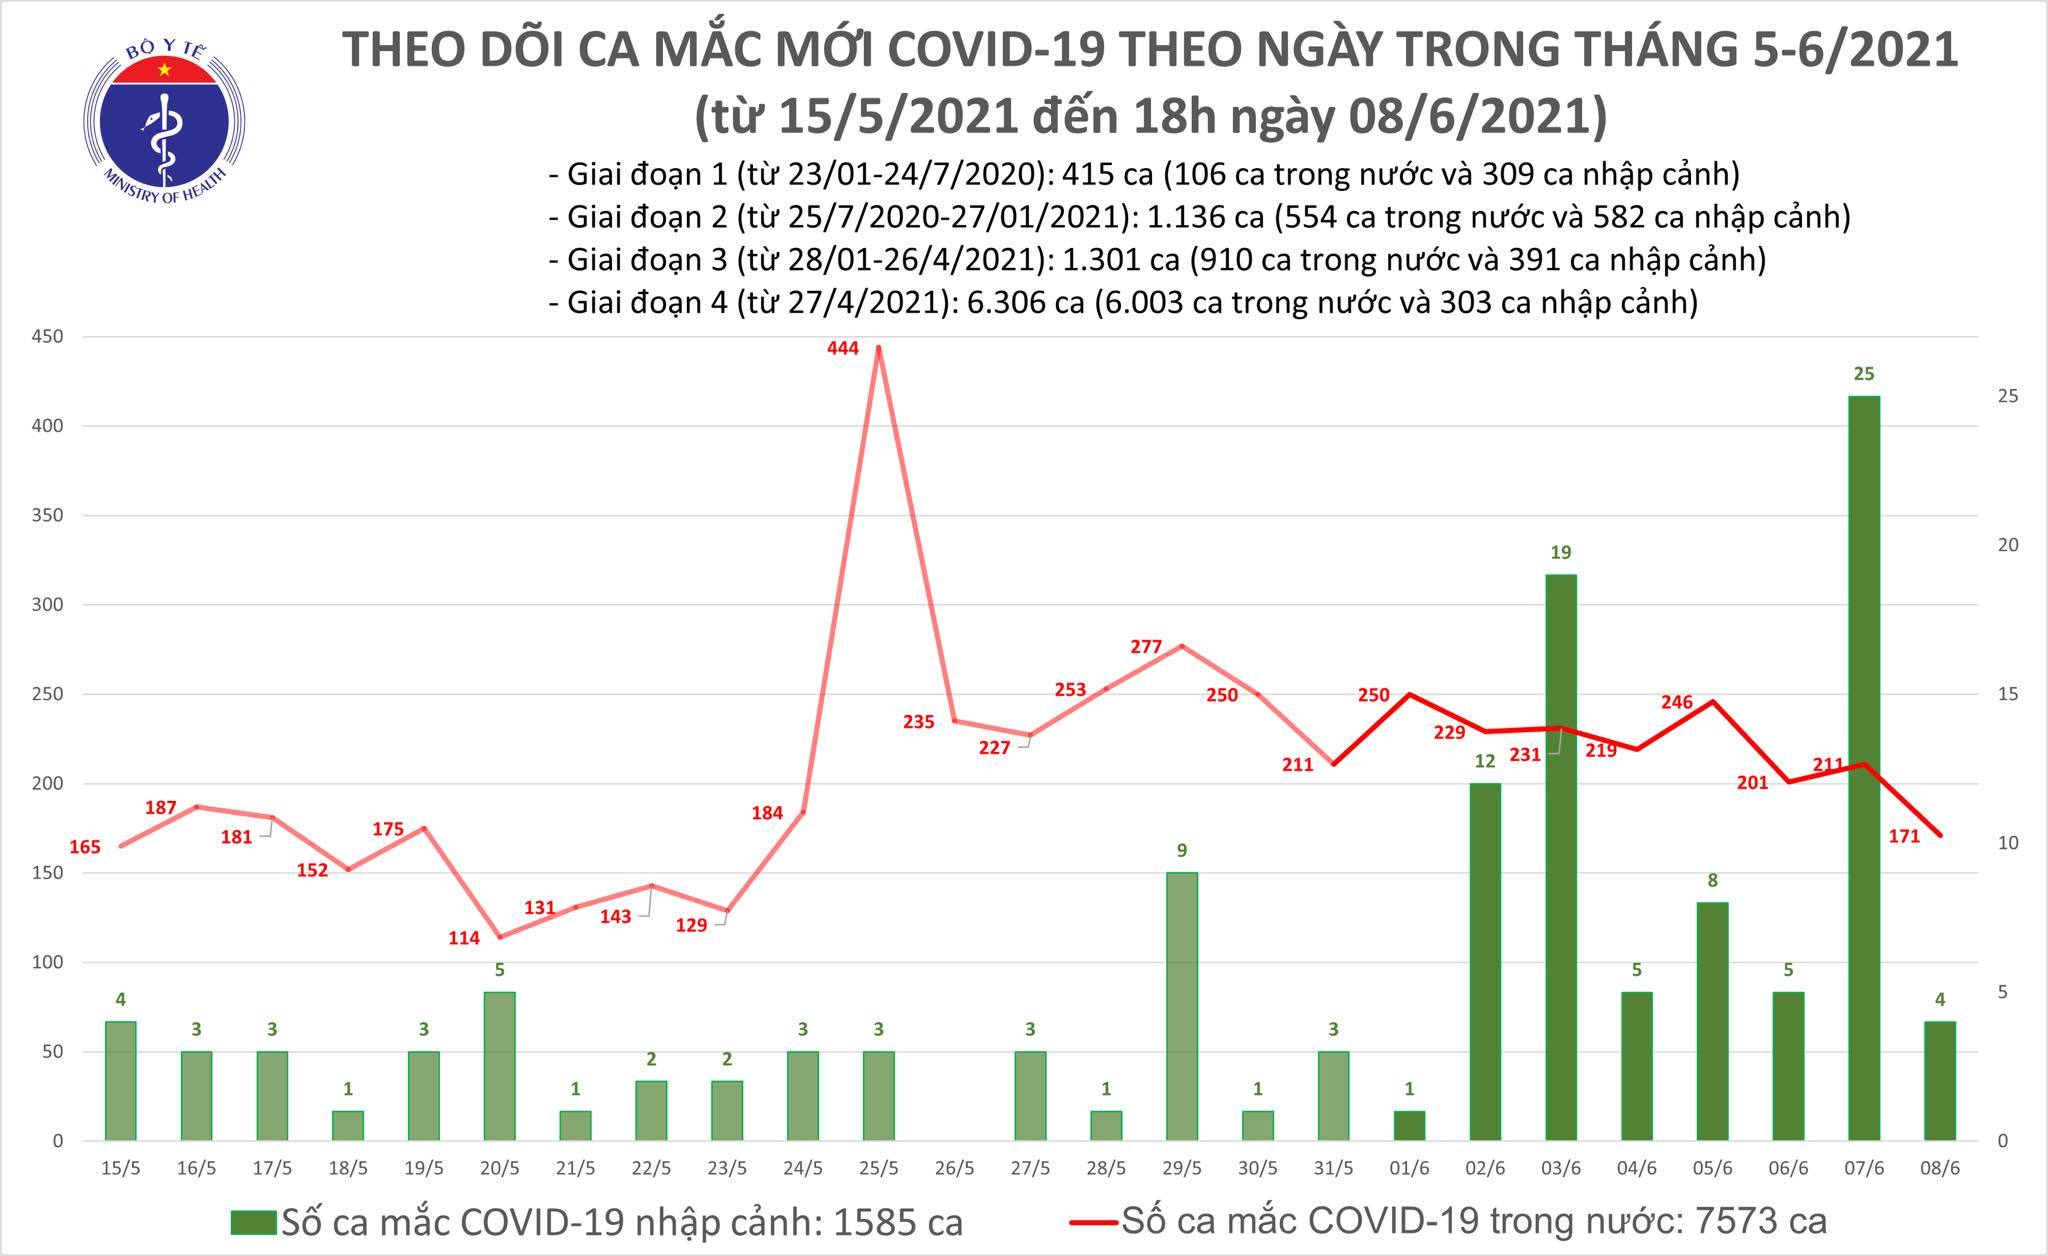 BỘ Y TẾ
MINISTRY OF HEALTH
THEO DÕI CA MẮC MỚI COVID-19 THEO NGÀY TRONG THÁNG 5-6/2021
(từ 15/5/2021 đến 18h ngày 08/6/2021)
- Giai đoạn 1 (từ 23/01-24/7/2020): 415 ca (106 ca trong nước và 309 ca nhập cảnh)
- Giai đoạn 2 (từ 25/7/2020-27/01/2021): 1.136 ca (554 ca trong nước và 582 ca nhập cảnh)
- Giai đoạn 3 (từ 28/01-26/4/2021): 1.301 ca (910 ca trong nước và 391 ca nhập cảnh)
- Giai đoạn 4 (từ 27/4/2021): 6.306 ca (6.003 ca trong nước và 303 ca nhập cảnh)
450
400
350
300
250
200
150
100
50
0
165 187 181 152 175 114 131 143 129 184 444 235 227 253 277 250 211 250 229 231 219 246 201 211 171
4 3 3 1 3 5 1 2 2 3 3 3 1 9 1 3 1 12 19 5 8 5 25 4
25
20
15
10
5
0
15/5 16/5 17/5 18/5 19/5 20/5 21/5 22/5 23/5 24/5 25/5 26/5 27/5 28/5 29/5 30/5 31/5 01/6 02/6 03/6 04/6 05/6 06/6 07/6 08/6
Số ca mắc COVID-19 nhập cảnh: 1585 ca
Số ca mắc COVID-19 trong nước: 7573 ca